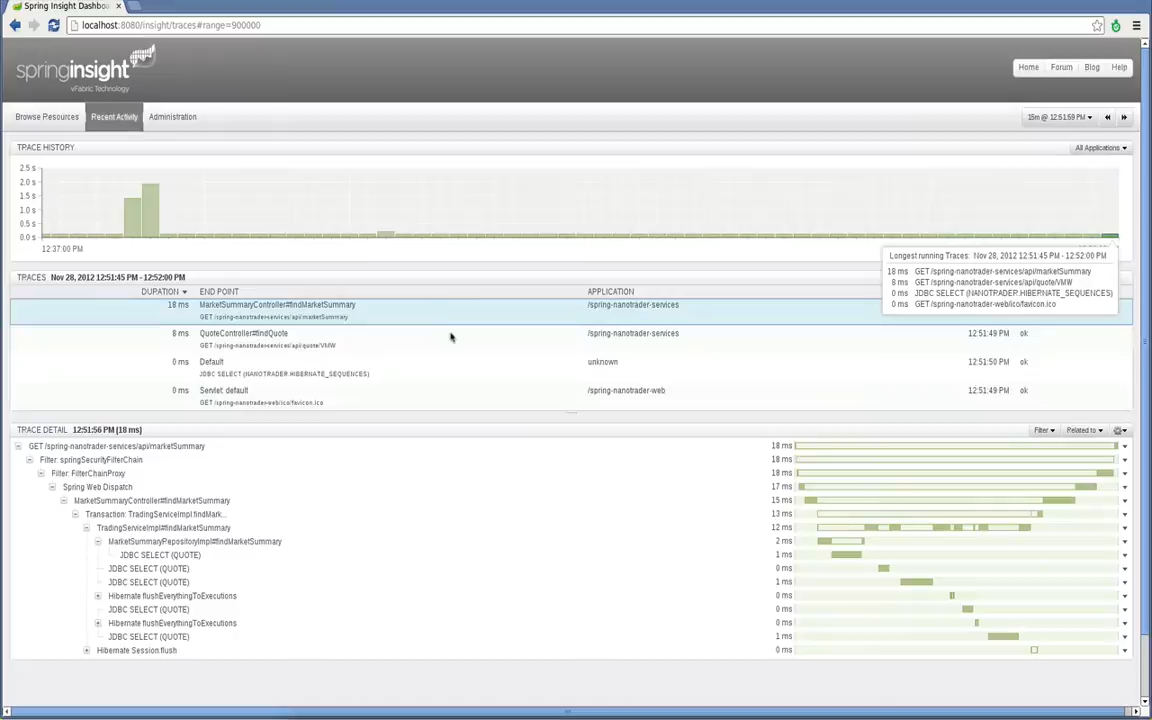 Spring Insight Dashboa
localhost:8080/insight/traces#range=900000
springinsight
vFabric Technology
Home Forum Blog Help
Browse Resources Recent Activity Administration
15m @ 12:51:59 PM
TRACE HISTORY
All Applications
2.5 s
2.0 s
1.5 s
1.0 s
0.5 s
0.0 s
12:37:00 PM
Longest running Traces: Nov 28, 2012 12:51:45 PM - 12:52:00 PM
18 ms GET /spring-nanotrader-services/api/marketSummary
8 ms GET /spring-nanotrader-services/api/quote/VMW
0 ms JDBC SELECT (NANOTRADER.HIBERNATE_SEQUENCES)
0 ms GET /spring-nanotrader-web/ico/favicon.ico
TRACES Nov 28, 2012 12:51:45 PM - 12:52:00 PM
DURATION END POINT APPLICATION
18 ms MarketSummaryController#findMarketSummary /spring-nanotrader-services
GET /spring-nanotrader-services/api/marketSummary
8 ms QuoteController#findQuote /spring-nanotrader-services 12:51:49 PM ok
GET /spring-nanotrader-services/api/quote/VMW
0 ms Default unknown 12:51:50 PM ok
JDBC SELECT (NANOTRADER.HIBERNATE_SEQUENCES)
0 ms Servlet: default /spring-nanotrader-web 12:51:49 PM ok
GET /spring-nanotrader-web/ico/favicon.ico
TRACE DETAIL 12:51:56 PM [18 ms]
Filter Related to
GET /spring-nanotrader-services/api/marketSummary 18 ms
Filter: springSecurityFilterChain 18 ms
Filter: FilterChainProxy 18 ms
Spring Web Dispatch 17 ms
MarketSummaryController#findMarketSummary 15 ms
Transaction: TradingServiceImpl.findMark... 13 ms
TradingServiceImpl#findMarketSummary 12 ms
MarketSummaryRepositoryImpl#findMarketSummary 2 ms
JDBC SELECT (QUOTE) 1 ms
JDBC SELECT (QUOTE) 0 ms
JDBC SELECT (QUOTE) 1 ms
Hibernate flushEverythingToExecutions 0 ms
JDBC SELECT (QUOTE) 0 ms
Hibernate flushEverythingToExecutions 0 ms
JDBC SELECT (QUOTE) 1 ms
Hibernate Session.flush 0 ms